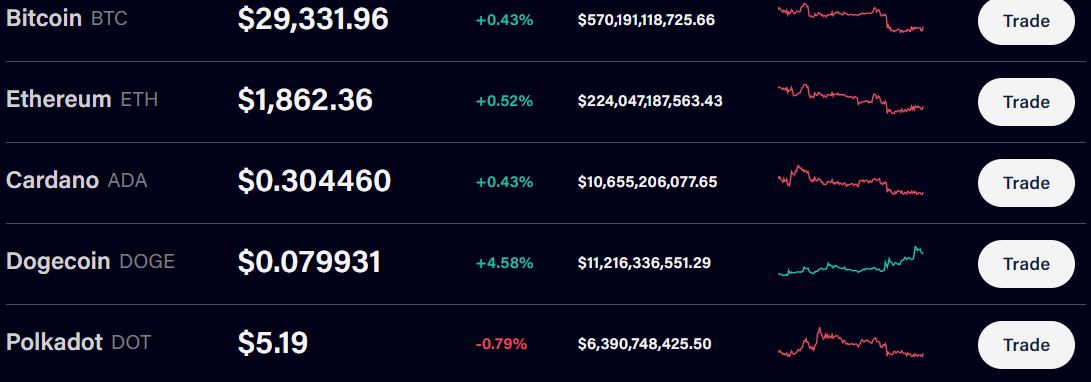 Bitcoin BTC $29,331.96 +0.43% $570,191,118,725.66 Trade
Ethereum ETH $1,862.36 +0.52% $224,047,187,563.43 Trade
Cardano ADA $0.304460 +0.43% $10,655,206,077.65 Trade
Dogecoin DOGE $0.079931 +4.58% $11,216,336,551.29 Trade
Polkadot DOT $5.19 -0.79% $6,390,748,425.50 Trade